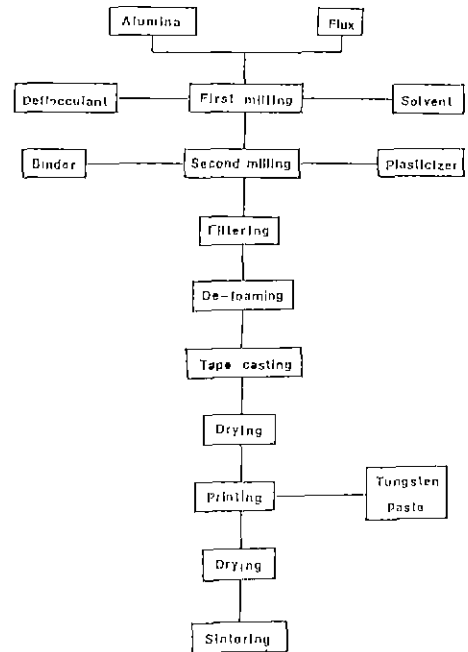 Alumina
Flux
Deflocculant
First milling
Solvent
Binder
Second milling
Plasticizer
Filtering
De-foaming
Tape casting
Drying
Printing
Tungsten
paste
Drying
Sintering